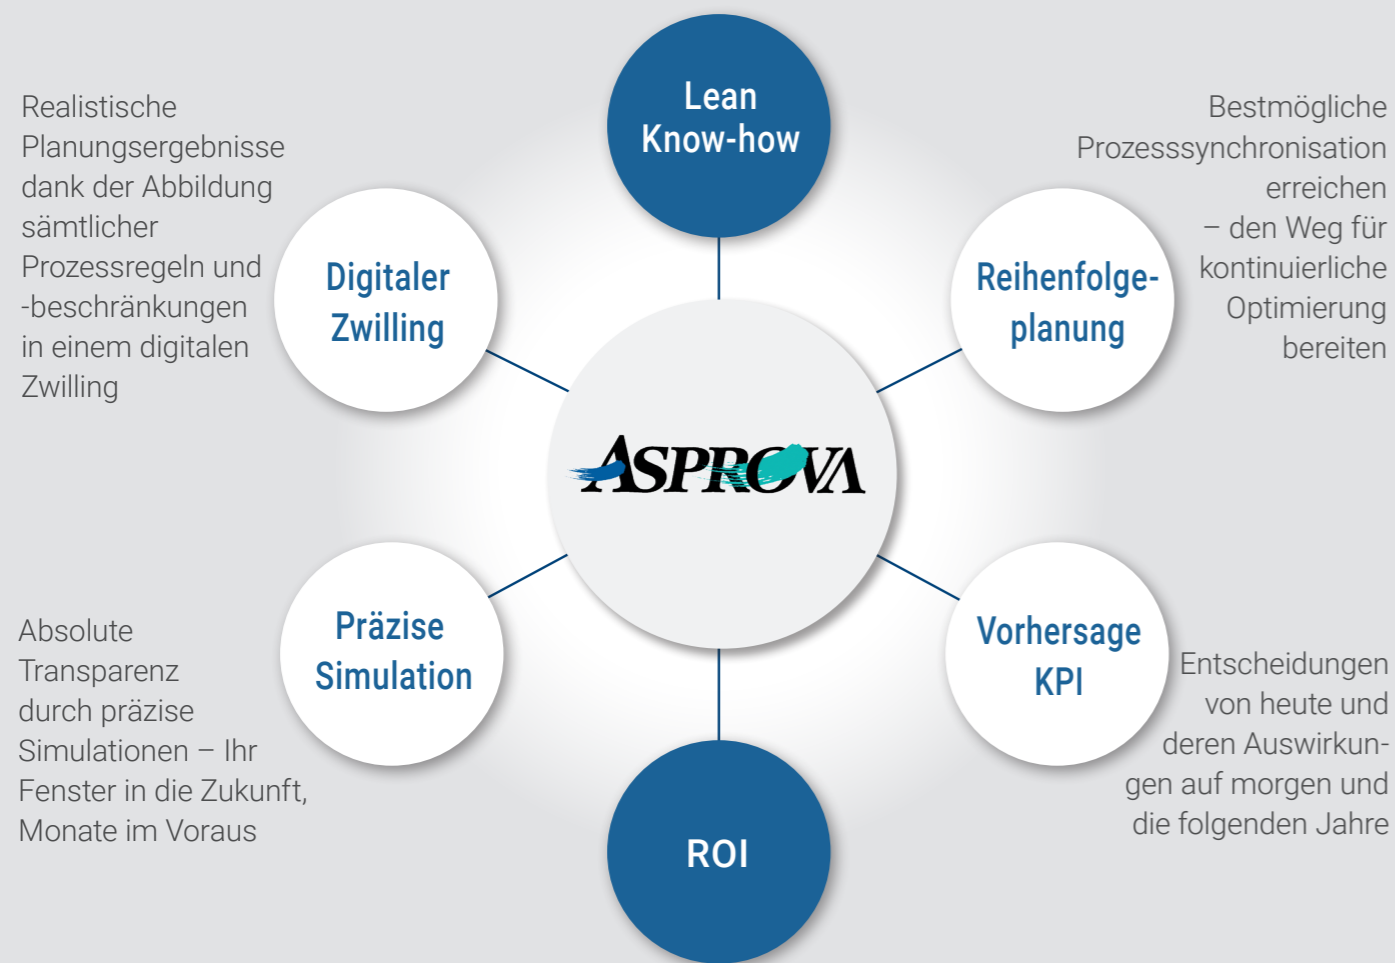 Lean
Know-how
Realistische
Planungsergebnisse
dank der Abbildung
sämtlicher
Prozessregeln und
-beschränkungen
in einem digitalen
Zwilling
Digitaler
Zwilling
Reihenfolge-
planung
Bestmögliche
Prozesssynchronisation
erreichen
– den Weg für
kontinuierliche
Optimierung
bereiten
ASPROVA
Absolute
Transparenz
durch präzise
Simulationen – Ihr
Fenster in die Zukunft,
Monate im Voraus
Präzise
Simulation
Vorhersage
KPI
Entscheidungen
von heute und
deren Auswirkun-
gen auf morgen und
die folgenden Jahre
ROI